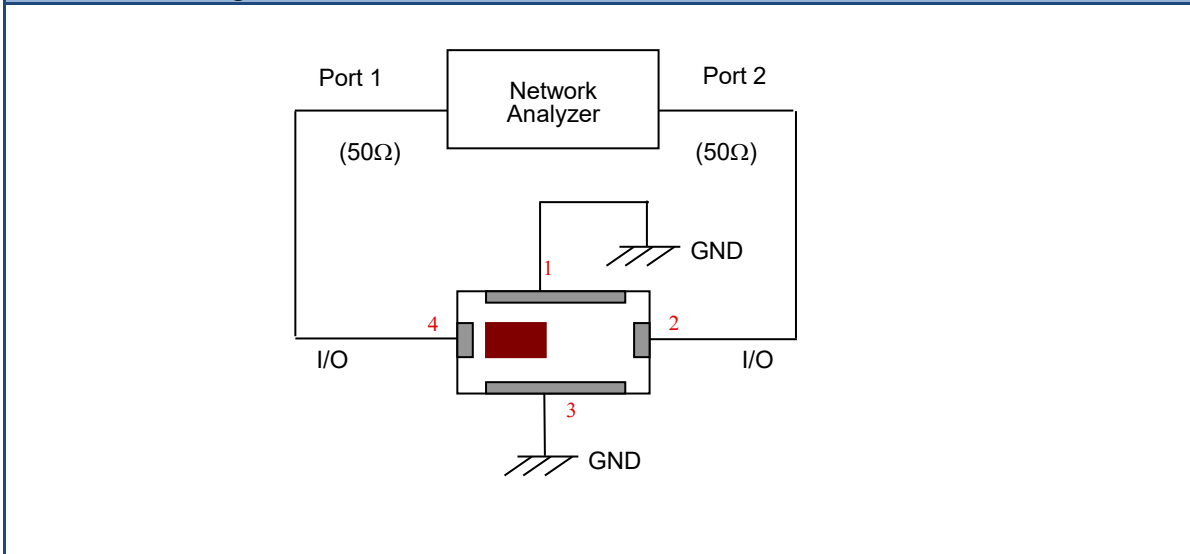 Port 1
Network
Analyzer
Port 2
(50Ω)
(50Ω)
GND
1
4
2
I/O
I/O
3
GND